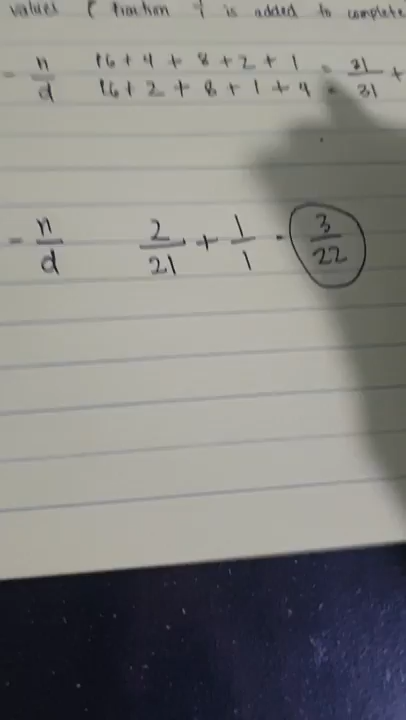 values & fraction 1/1 is added to complete
= n/d 16 + 4 + 8 + 2 + 1 / 16 + 2 + 8 + 1 + 4 = 31/31 +
= n/d 2/21 + 1/1 = 3/22